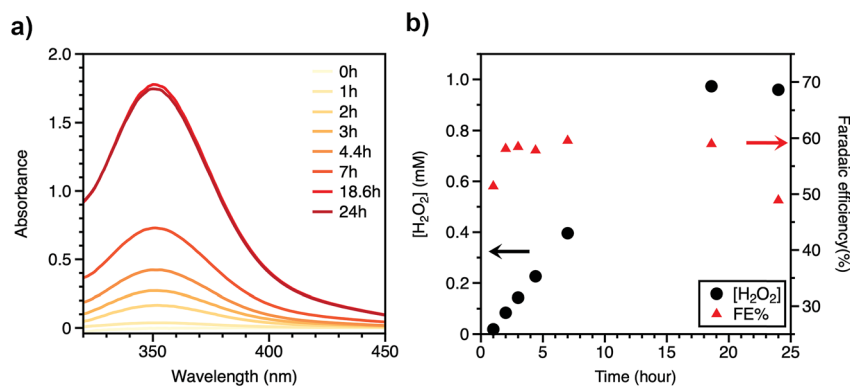 a)
2.0
1.5
1.0
0.5
0
Absorbance
350
400
450
Wavelength (nm)
0h
1h
2h
3h
4.4h
7h
18.6h
24h
b)
1.0
0.8
0.6
0.4
0.2
0
[H₂O₂] (mM)
70
60
50
40
30
Faradaic efficiency(%)
[H₂O₂]
FE%
0
5
10
15
20
25
Time (hour)